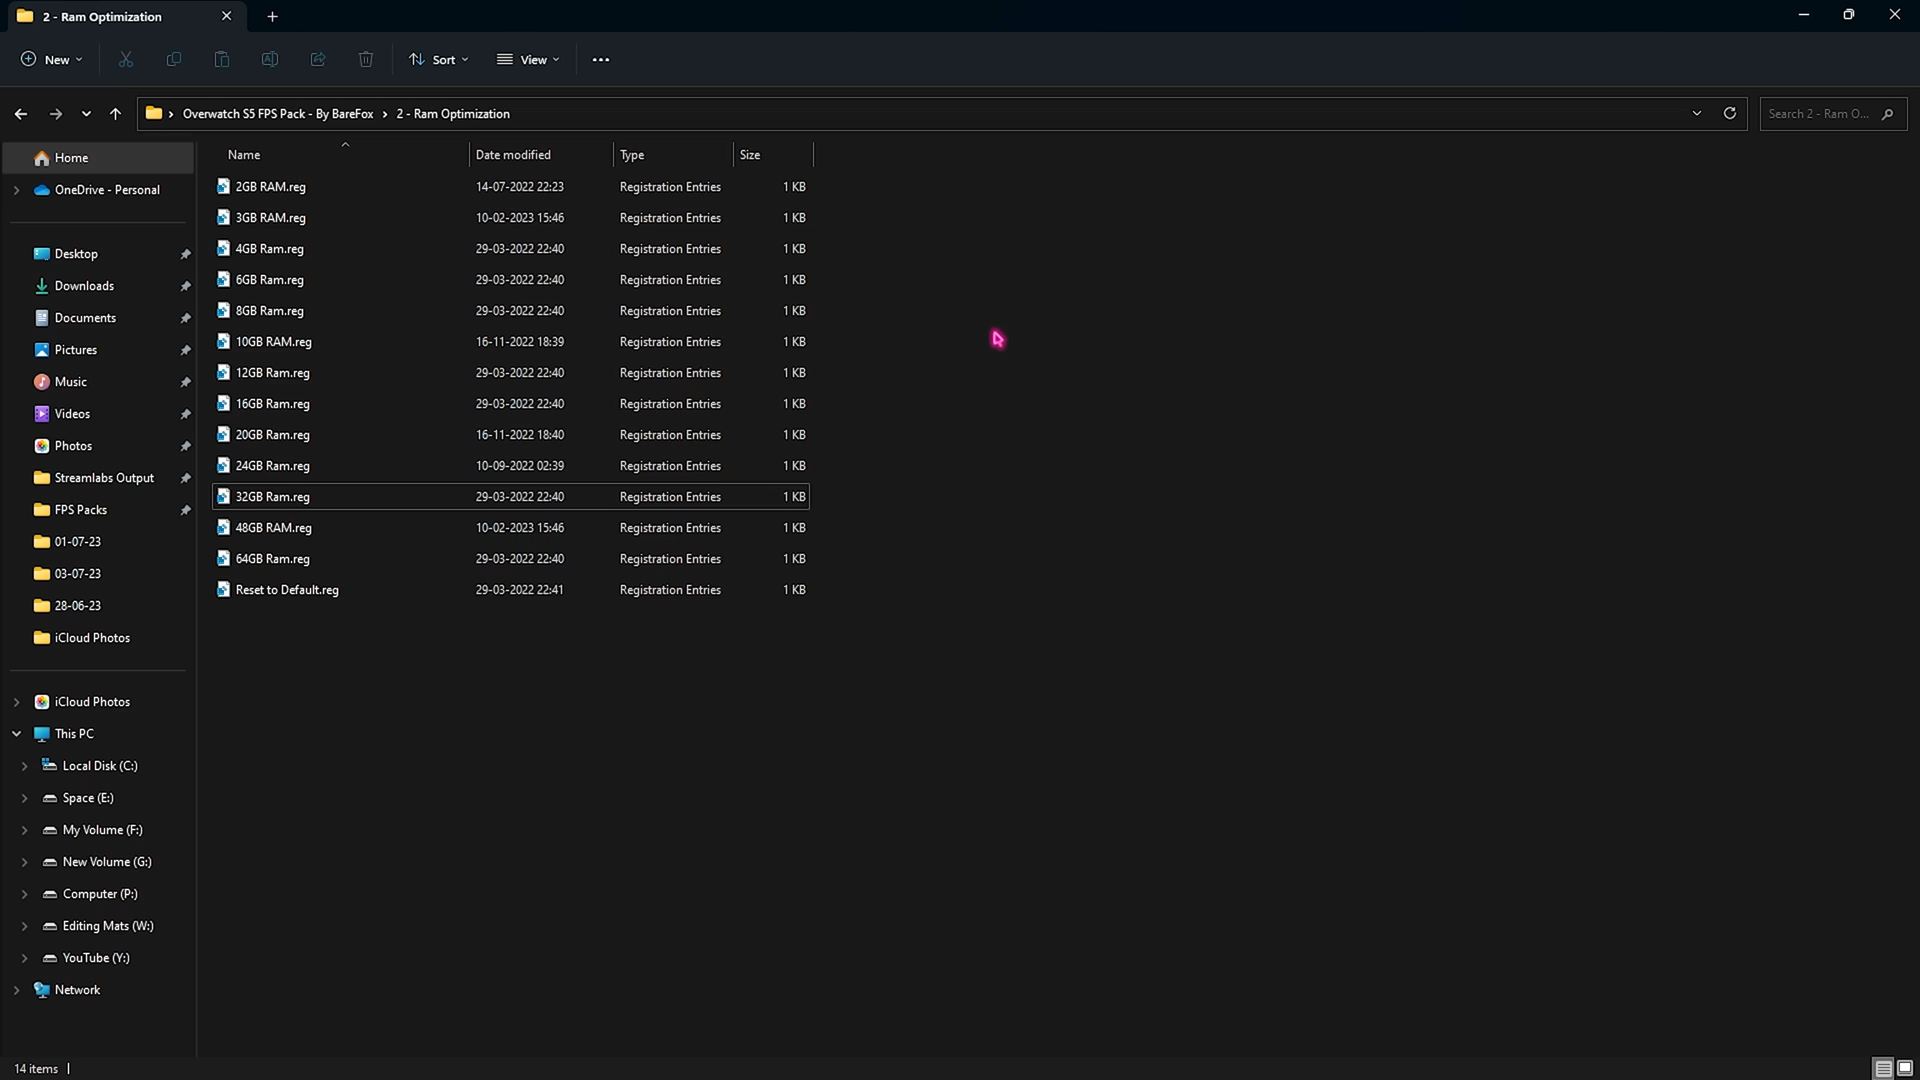 2 - Ram Optimization
New
Sort
View
Overwatch S5 FPS Pack - By BareFox > 2 - Ram Optimization
Search 2 - Ram O...
Name Date modified Type Size
2GB RAM.reg 14-07-2022 22:23 Registration Entries 1 KB
3GB RAM.reg 10-02-2023 15:46 Registration Entries 1 KB
4GB Ram.reg 29-03-2022 22:40 Registration Entries 1 KB
6GB Ram.reg 29-03-2022 22:40 Registration Entries 1 KB
8GB Ram.reg 29-03-2022 22:40 Registration Entries 1 KB
10GB RAM.reg 16-11-2022 18:39 Registration Entries 1 KB
12GB Ram.reg 29-03-2022 22:40 Registration Entries 1 KB
16GB Ram.reg 29-03-2022 22:40 Registration Entries 1 KB
20GB Ram.reg 16-11-2022 18:40 Registration Entries 1 KB
24GB Ram.reg 10-09-2022 02:39 Registration Entries 1 KB
32GB Ram.reg 29-03-2022 22:40 Registration Entries 1 KB
48GB RAM.reg 10-02-2023 15:46 Registration Entries 1 KB
64GB Ram.reg 29-03-2022 22:40 Registration Entries 1 KB
Reset to Default.reg 29-03-2022 22:41 Registration Entries 1 KB
Home
OneDrive - Personal
Desktop
Downloads
Documents
Pictures
Music
Videos
Photos
Streamlabs Output
FPS Packs
01-07-23
03-07-23
28-06-23
iCloud Photos
iCloud Photos
This PC
Local Disk (C:)
Space (E:)
My Volume (F:)
New Volume (G:)
Computer (P:)
Editing Mats (W:)
YouTube (Y:)
Network
14 items